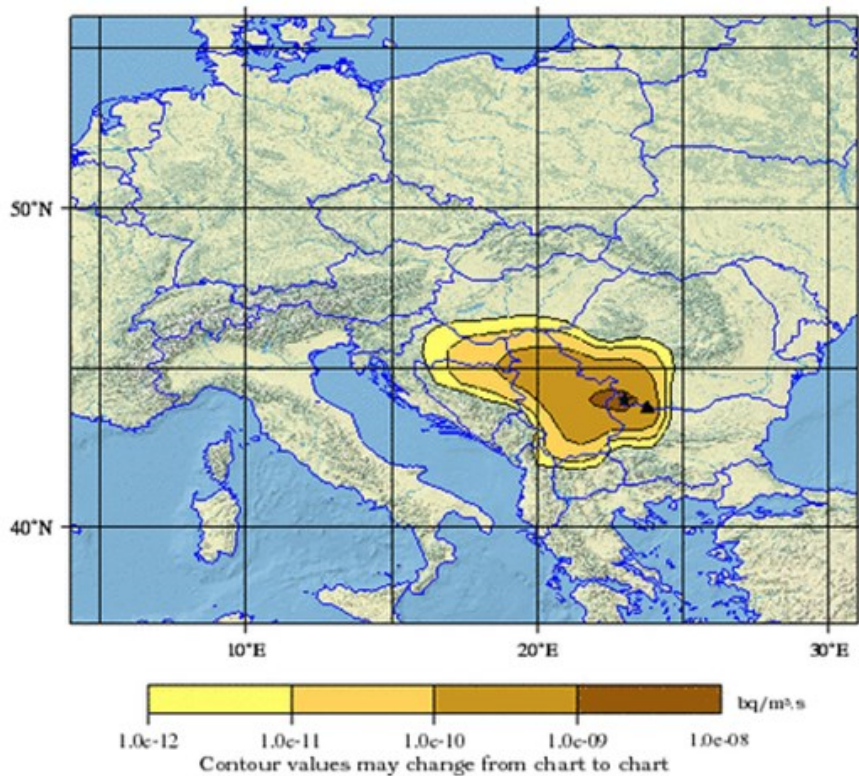 50°N
40°N
10°E 20°E 30°E
bq/m³.s
1.0e-12 1.0e-11 1.0e-10 1.0e-09 1.0e-08
Contour values may change from chart to chart